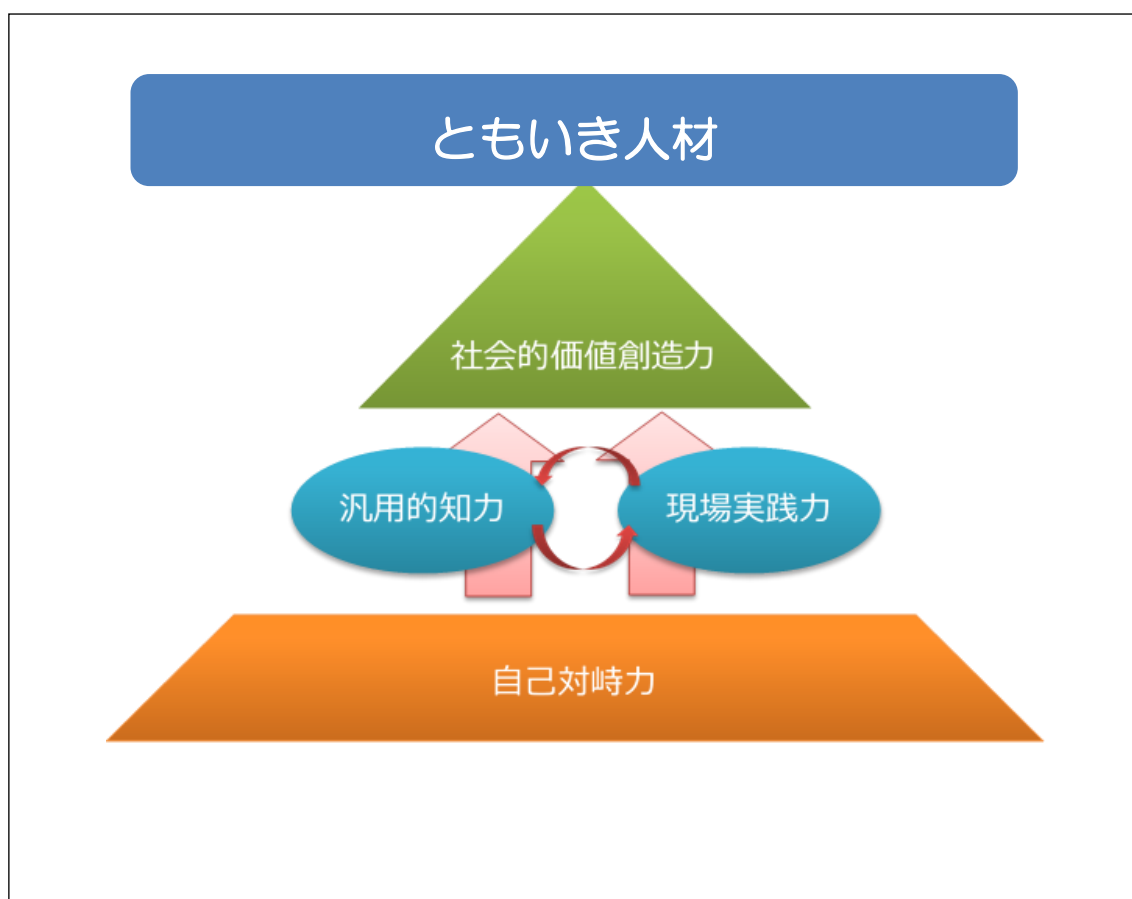 ともいき人材
社会的価値創造力
汎用的知力
現場実践力
自己対峙力